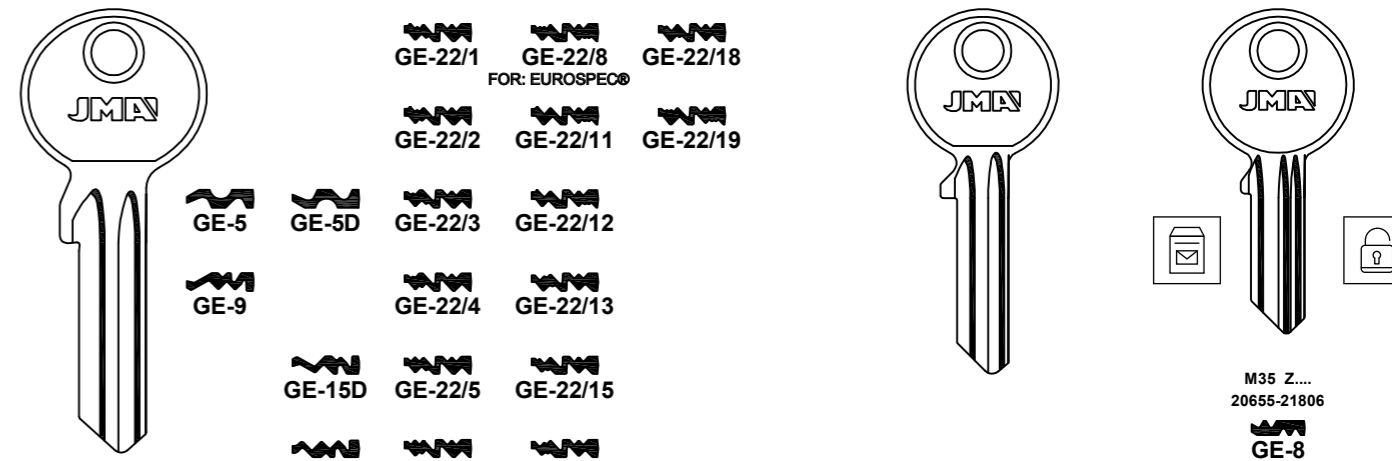 JMA
GE-5
GE-9
GE-5D
GE-15D
GE-22/1
GE-22/2
GE-22/3
GE-22/4
GE-22/5
GE-22/8
FOR: EUROSPEC®
GE-22/11
GE-22/12
GE-22/13
GE-22/15
GE-22/18
GE-22/19
JMA
JMA
M35 Z....
20655-21806
GE-8